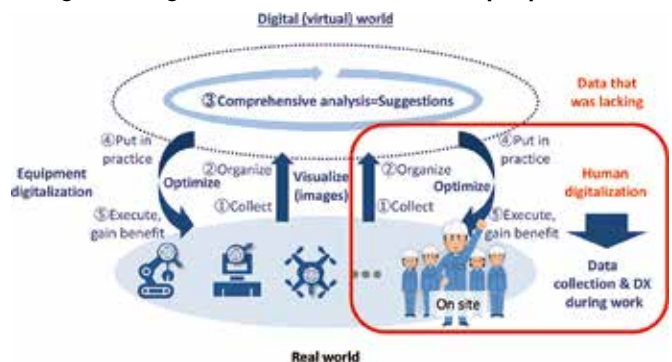 Digital (virtual) world
③Comprehensive analysis=Suggestions
Data that
was lacking
④Put in
practice
②Organize
Visualize
(images)
②Organize
④Put in
practice
Equipment
digitalization
Optimize
①Collect
①Collect
Optimize
Human
digitalization
⑤Execute,
gain benefit
⑤Execute,
gain benefit
On site
Data
collection & DX
during work
Real world